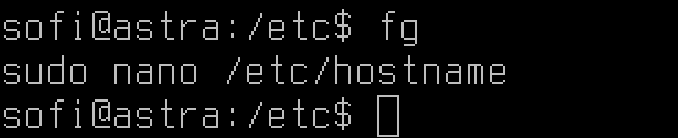 sofi@astra:/etc$ fg
sudo nano /etc/hostname
sofi@astra:/etc$